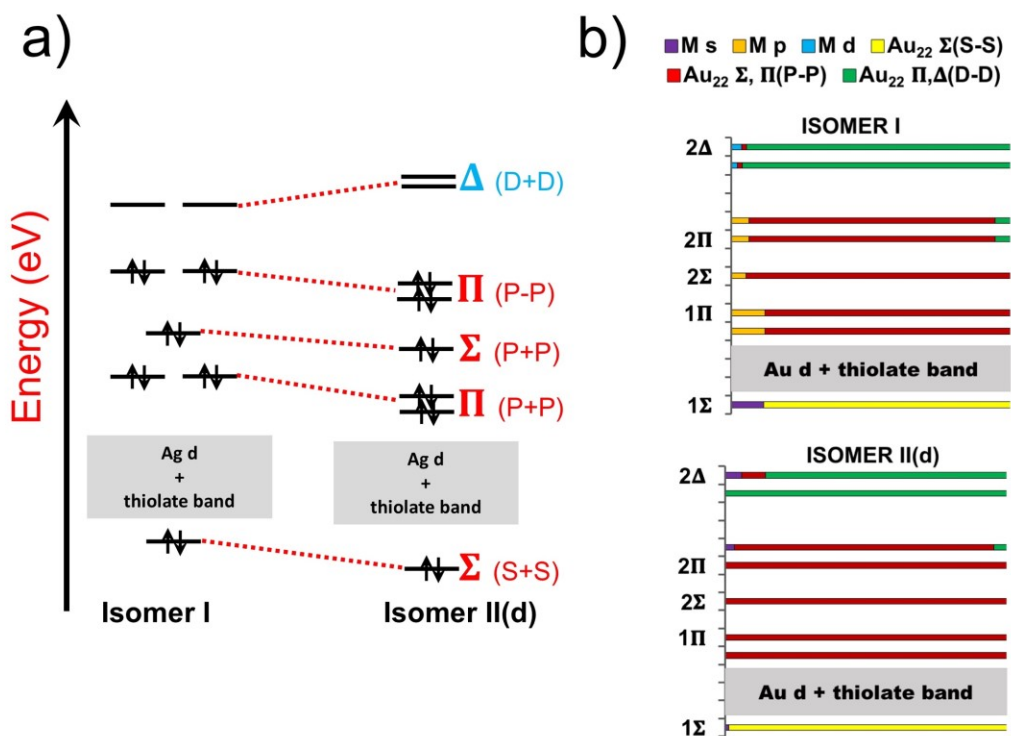 a)
Energy (eV)
Δ (D+D)
Π (P-P)
Σ (P+P)
Π (P+P)
Ag d
+
thiolate band
Ag d
+
thiolate band
Σ (S+S)
Isomer I
Isomer II(d)
b)
M s M p M d Au₂₂ Σ(S-S)
Au₂₂ Σ, Π(P-P) Au₂₂ Π,Δ(D-D)
ISOMER I
2Δ
2Π
2Σ
1Π
Au d + thiolate band
1Σ
ISOMER II(d)
2Δ
2Π
2Σ
1Π
Au d + thiolate band
1Σ